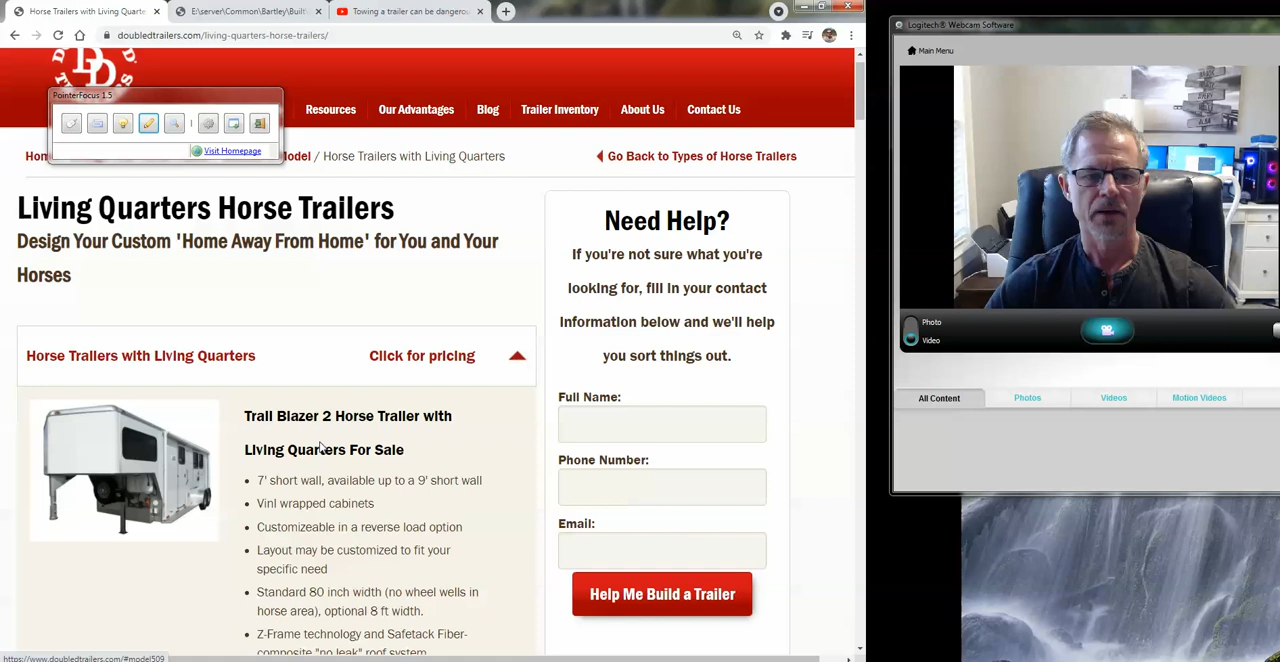 Horse Trailers with Living Quarte
E:\server\Common\Bartley\Built
Towing a trailer can be dangerou
doubledtrailers.com/living-quarters-horse-trailers/
DD
PointerFocus 1.5
Visit Homepage
Resources
Our Advantages
Blog
Trailer Inventory
About Us
Contact Us
Hom
Model / Horse Trailers with Living Quarters
Go Back to Types of Horse Trailers
Living Quarters Horse Trailers
Design Your Custom 'Home Away From Home' for You and Your
Horses
Horse Trailers with Living Quarters
Click for pricing
Trail Blazer 2 Horse Trailer with
Living Quarters For Sale
7' short wall, available up to a 9' short wall
Vinl wrapped cabinets
Customizeable in a reverse load option
Layout may be customized to fit your
specific need
Standard 80 inch width (no wheel wells in
horse area), optional 8 ft width.
Z-Frame technology and Safetack Fiber-
composite "no leak" roof system
Need Help?
If you're not sure what you're
looking for, fill in your contact
information below and we'll help
you sort things out.
Full Name:
Phone Number:
Email:
Help Me Build a Trailer
https://www.doubledtrailers.com/#model509
Logitech® Webcam Software
Main Menu
Photo
Video
All Content
Photos
Videos
Motion Videos